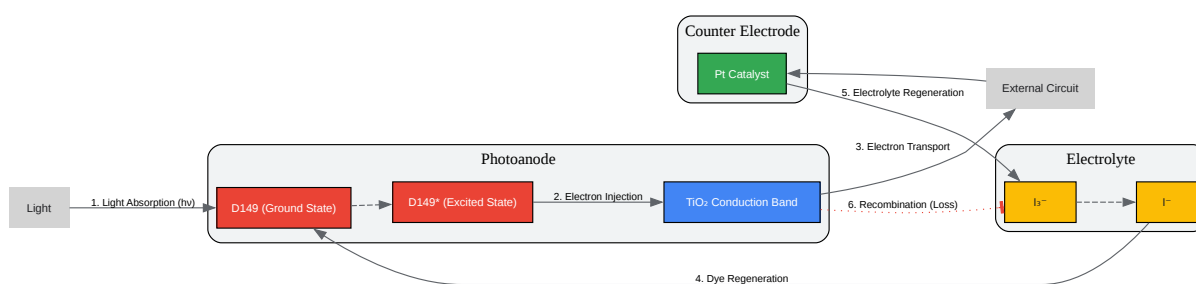 Counter Electrode
Pt Catalyst
External Circuit
5. Electrolyte Regeneration
3. Electron Transport
Photoanode
Electrolyte
Light
1. Light Absorption (hν)
D149 (Ground State)
D149* (Excited State)
2. Electron Injection
TiO₂ Conduction Band
6. Recombination (Loss)
I₃⁻
I⁻
4. Dye Regeneration